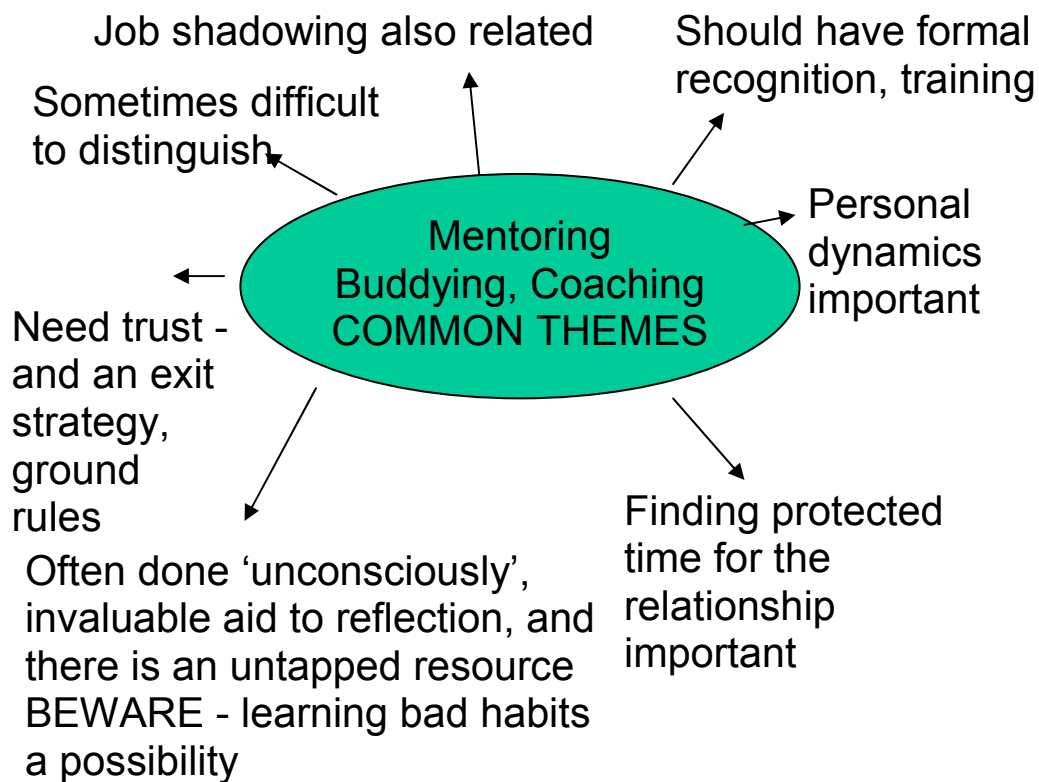 Job shadowing also related
Should have formal
recognition, training
Sometimes difficult
to distinguish
Mentoring
Buddying, Coaching
COMMON THEMES
Personal
dynamics
important
Need trust -
and an exit
strategy,
ground
rules
Finding protected
time for the
relationship
important
Often done ‘unconsciously’,
invaluable aid to reflection, and
there is an untapped resource
BEWARE - learning bad habits
a possibility